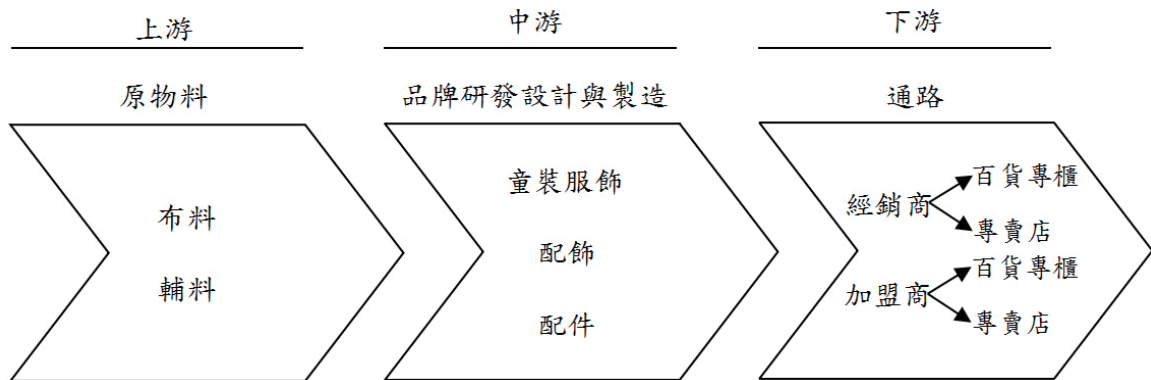 上游
原物料
布料
輔料
中游
品牌研發設計與製造
童裝服飾
配飾
配件
下游
通路
經銷商
百貨專櫃
專賣店
加盟商
百貨專櫃
專賣店